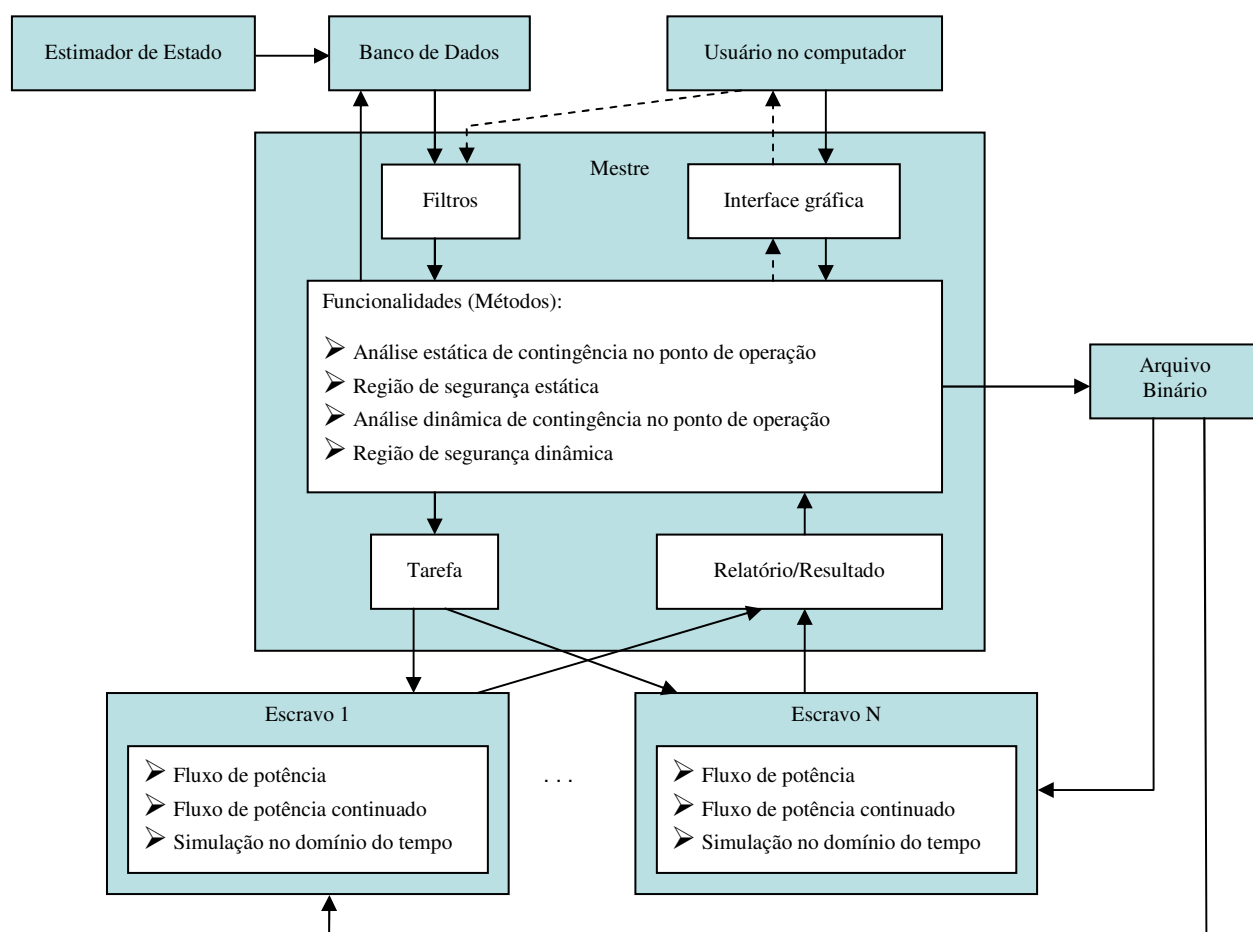 Estimador de Estado
Banco de Dados
Usuário no computador
Mestre
Filtros
Interface gráfica
Funcionalidades (Métodos):
Análise estática de contingência no ponto de operação
Região de segurança estática
Análise dinâmica de contingência no ponto de operação
Região de segurança dinâmica
Arquivo
Binário
Tarefa
Relatório/Resultado
Escravo 1
Fluxo de potência
Fluxo de potência continuado
Simulação no domínio do tempo
. . .
Escravo N
Fluxo de potência
Fluxo de potência continuado
Simulação no domínio do tempo